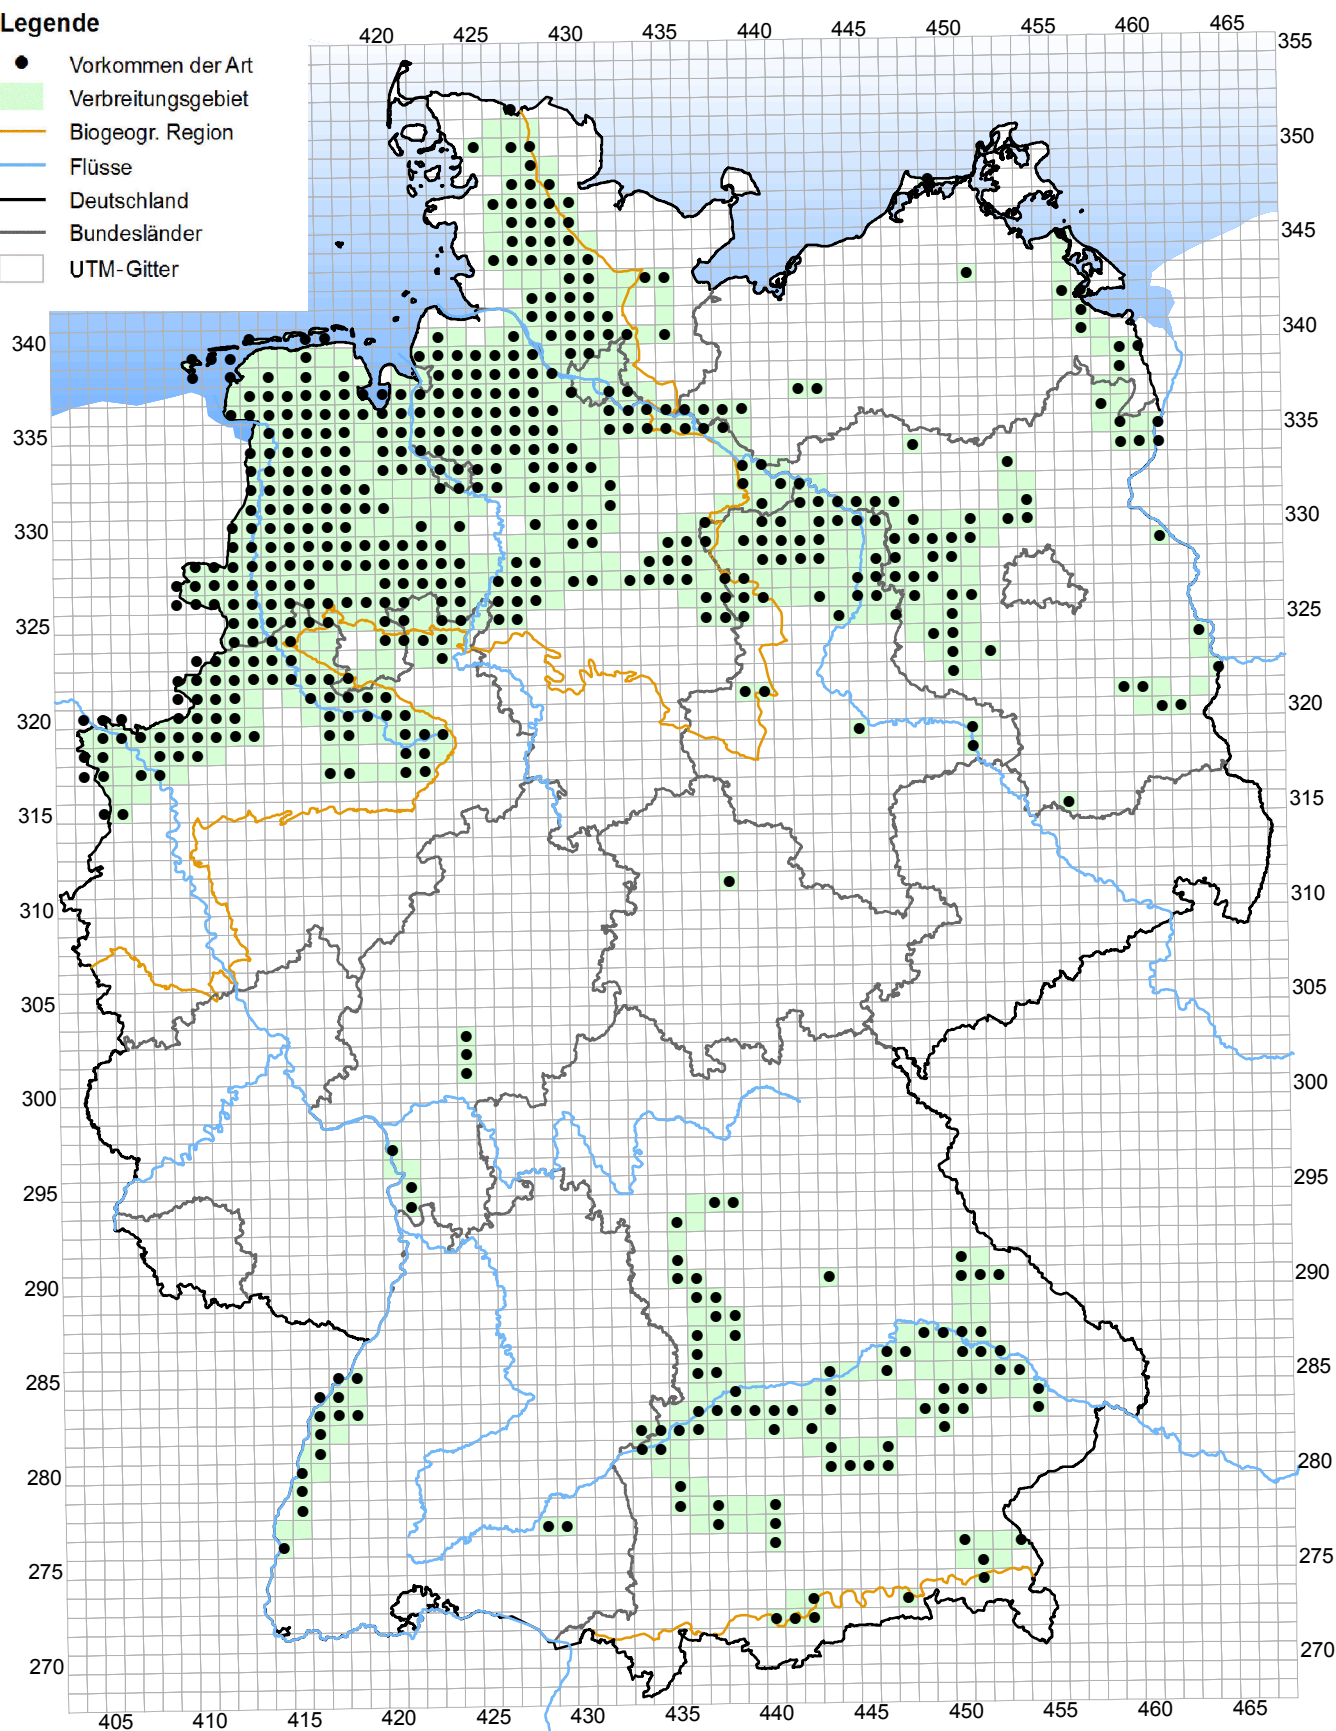 Legende
Vorkommen der Art
Verbreitungsgebiet
Biogeogr. Region
Flüsse
Deutschland
Bundesländer
UTM-Gitter
420 425 430 435 440 445 450 455 460 465
355
350
345
340 340
335 335
330 330
325 325
320 320
315 315
310 310
305 305
300 300
295 295
290 290
285 285
280 280
275 275
270 270
405 410 415 420 425 430 435 440 445 450 455 460 465